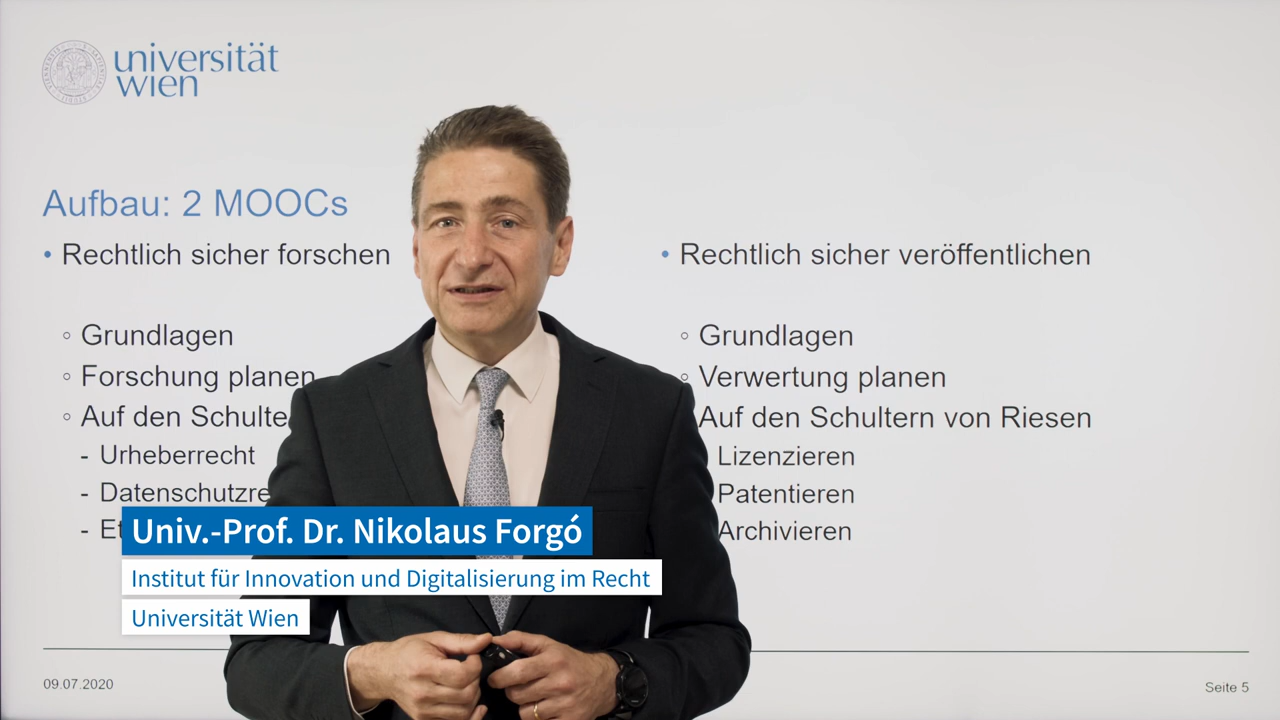 universität
wien
Aufbau: 2 MOOCs
• Rechtlich sicher forschen
◦ Grundlagen
◦ Forschung planen
◦ Auf den Schulte
- Urheberrecht
- Datenschutzre
- Et
• Rechtlich sicher veröffentlichen
◦ Grundlagen
◦ Verwertung planen
Auf den Schultern von Riesen
Lizenzieren
Patentieren
Archivieren
Univ.-Prof. Dr. Nikolaus Forgó
Institut für Innovation und Digitalisierung im Recht
Universität Wien
09.07.2020
Seite 5